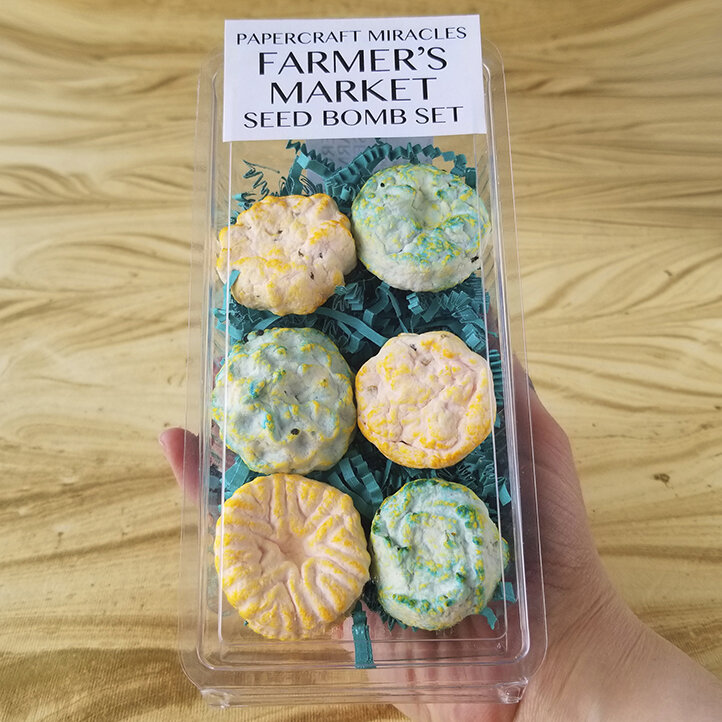 PAPERCRAFT MIRACLES
FARMER'S
MARKET
SEED BOMB SET